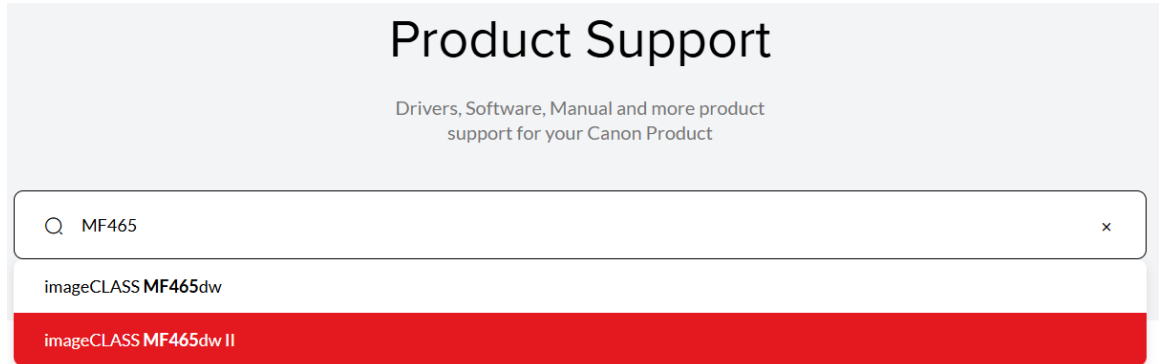 Product Support
Drivers, Software, Manual and more product
support for your Canon Product
MF465
×
imageCLASS MF465dw
imageCLASS MF465dw II